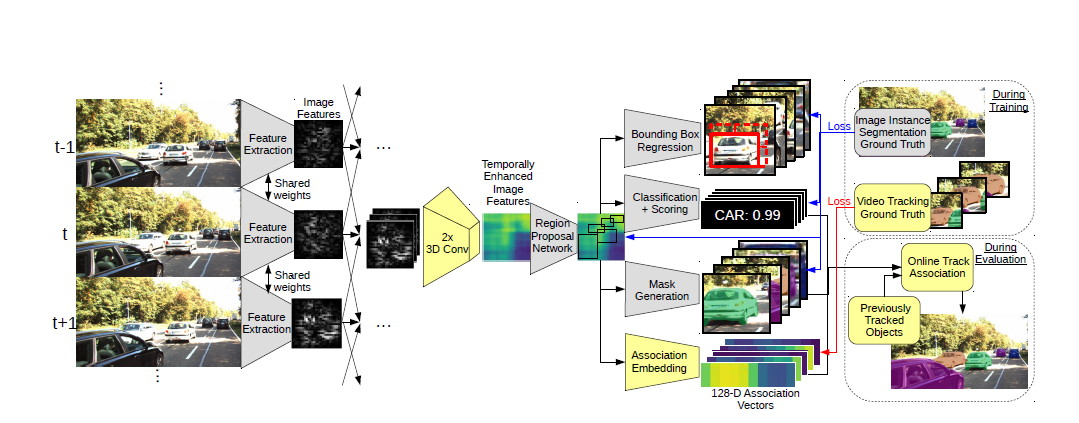 t-1
t
t+1
Feature
Extraction
Image
Features
Shared
weights
Feature
Extraction
Shared
weights
Feature
Extraction
...
...
2x
3D Conv
Temporally
Enhanced
Image
Features
Region
Proposal
Network
Bounding Box
Regression
Classification
+ Scoring
CAR: 0.99
Mask
Generation
Association
Embedding
128-D Association
Vectors
Loss
Loss
During
Training
Image Instance
Segmentation
Ground Truth
Video Tracking
Ground Truth
During
Evaluation
Online Track
Association
Previously
Tracked
Objects